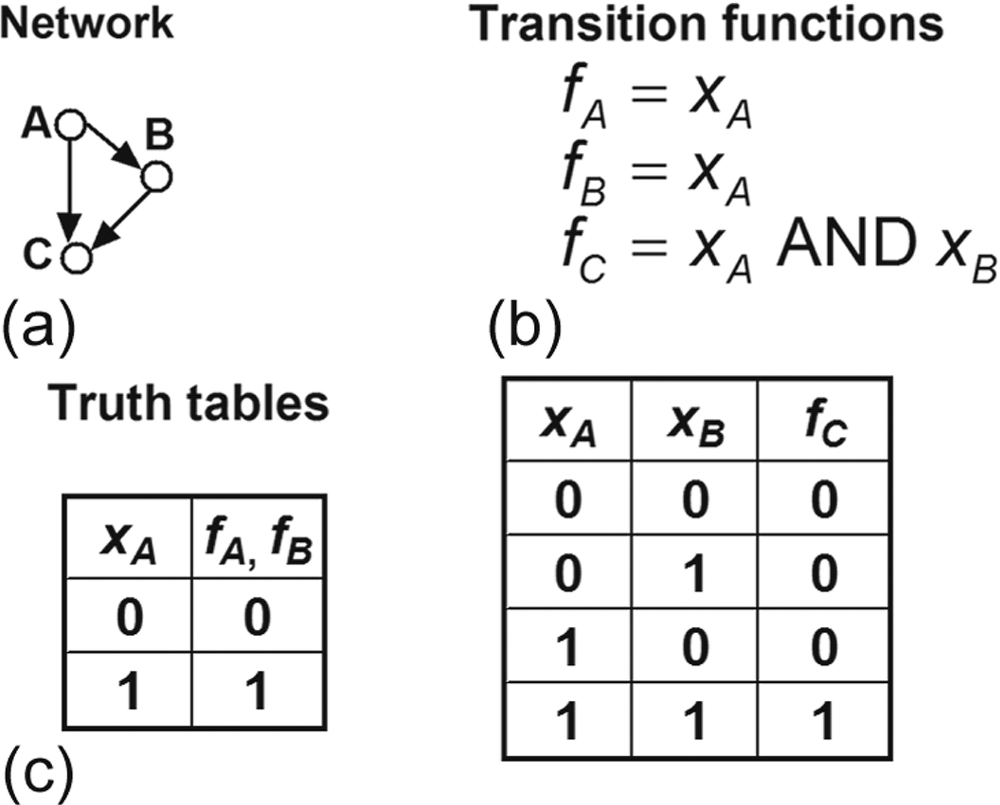 Network
A
B
C
(a)
Transition functions
f_A = x_A
f_B = x_A
f_C = x_A AND x_B
(b)
Truth tables
x_A f_A, f_B
0 0
1 1
(c)
x_A x_B f_C
0 0 0
0 1 0
1 0 0
1 1 1